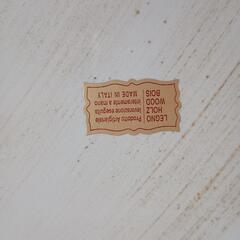 LEGNO
HOLZ
WOOD
BOIS
Prodotto Artigianale
lavorazione eseguita
interamente a mano
MADE IN ITALY